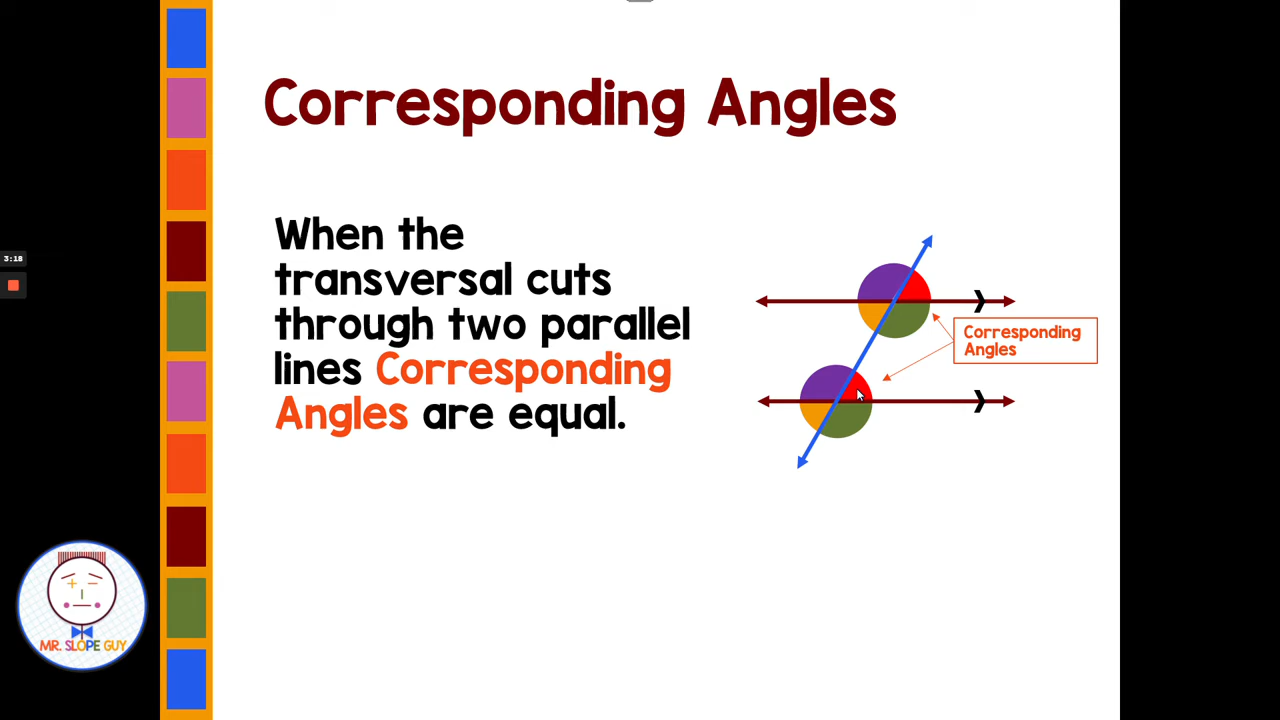 Corresponding Angles
When the
transversal cuts
through two parallel
lines Corresponding
Angles are equal.
Corresponding
Angles
3:18
MR. SLOPE GUY